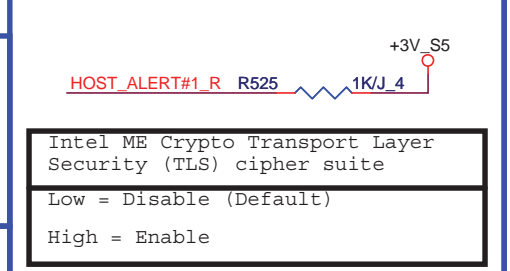 +3V_S5
HOST_ALERT#1_R R525 1K/J_4
Intel ME Crypto Transport Layer
Security (TLS) cipher suite
Low = Disable (Default)
High = Enable